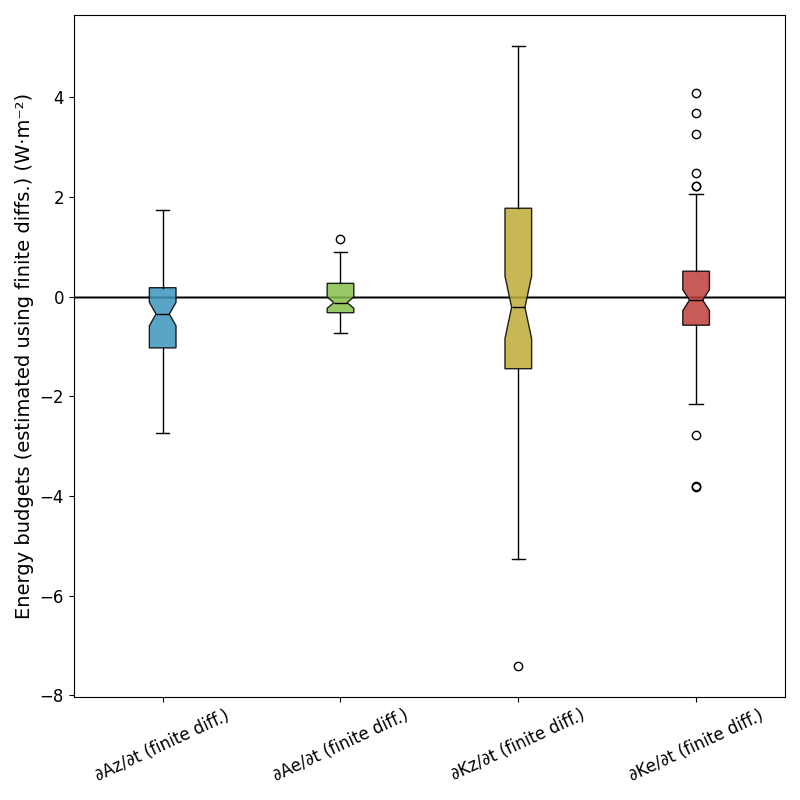 Energy budgets (estimated using finite diffs.) (W·m⁻²)
4
2
0
−2
−4
−6
−8
∂Az/∂t (finite diff.)
∂Ae/∂t (finite diff.)
∂Kz/∂t (finite diff.)
∂Ke/∂t (finite diff.)